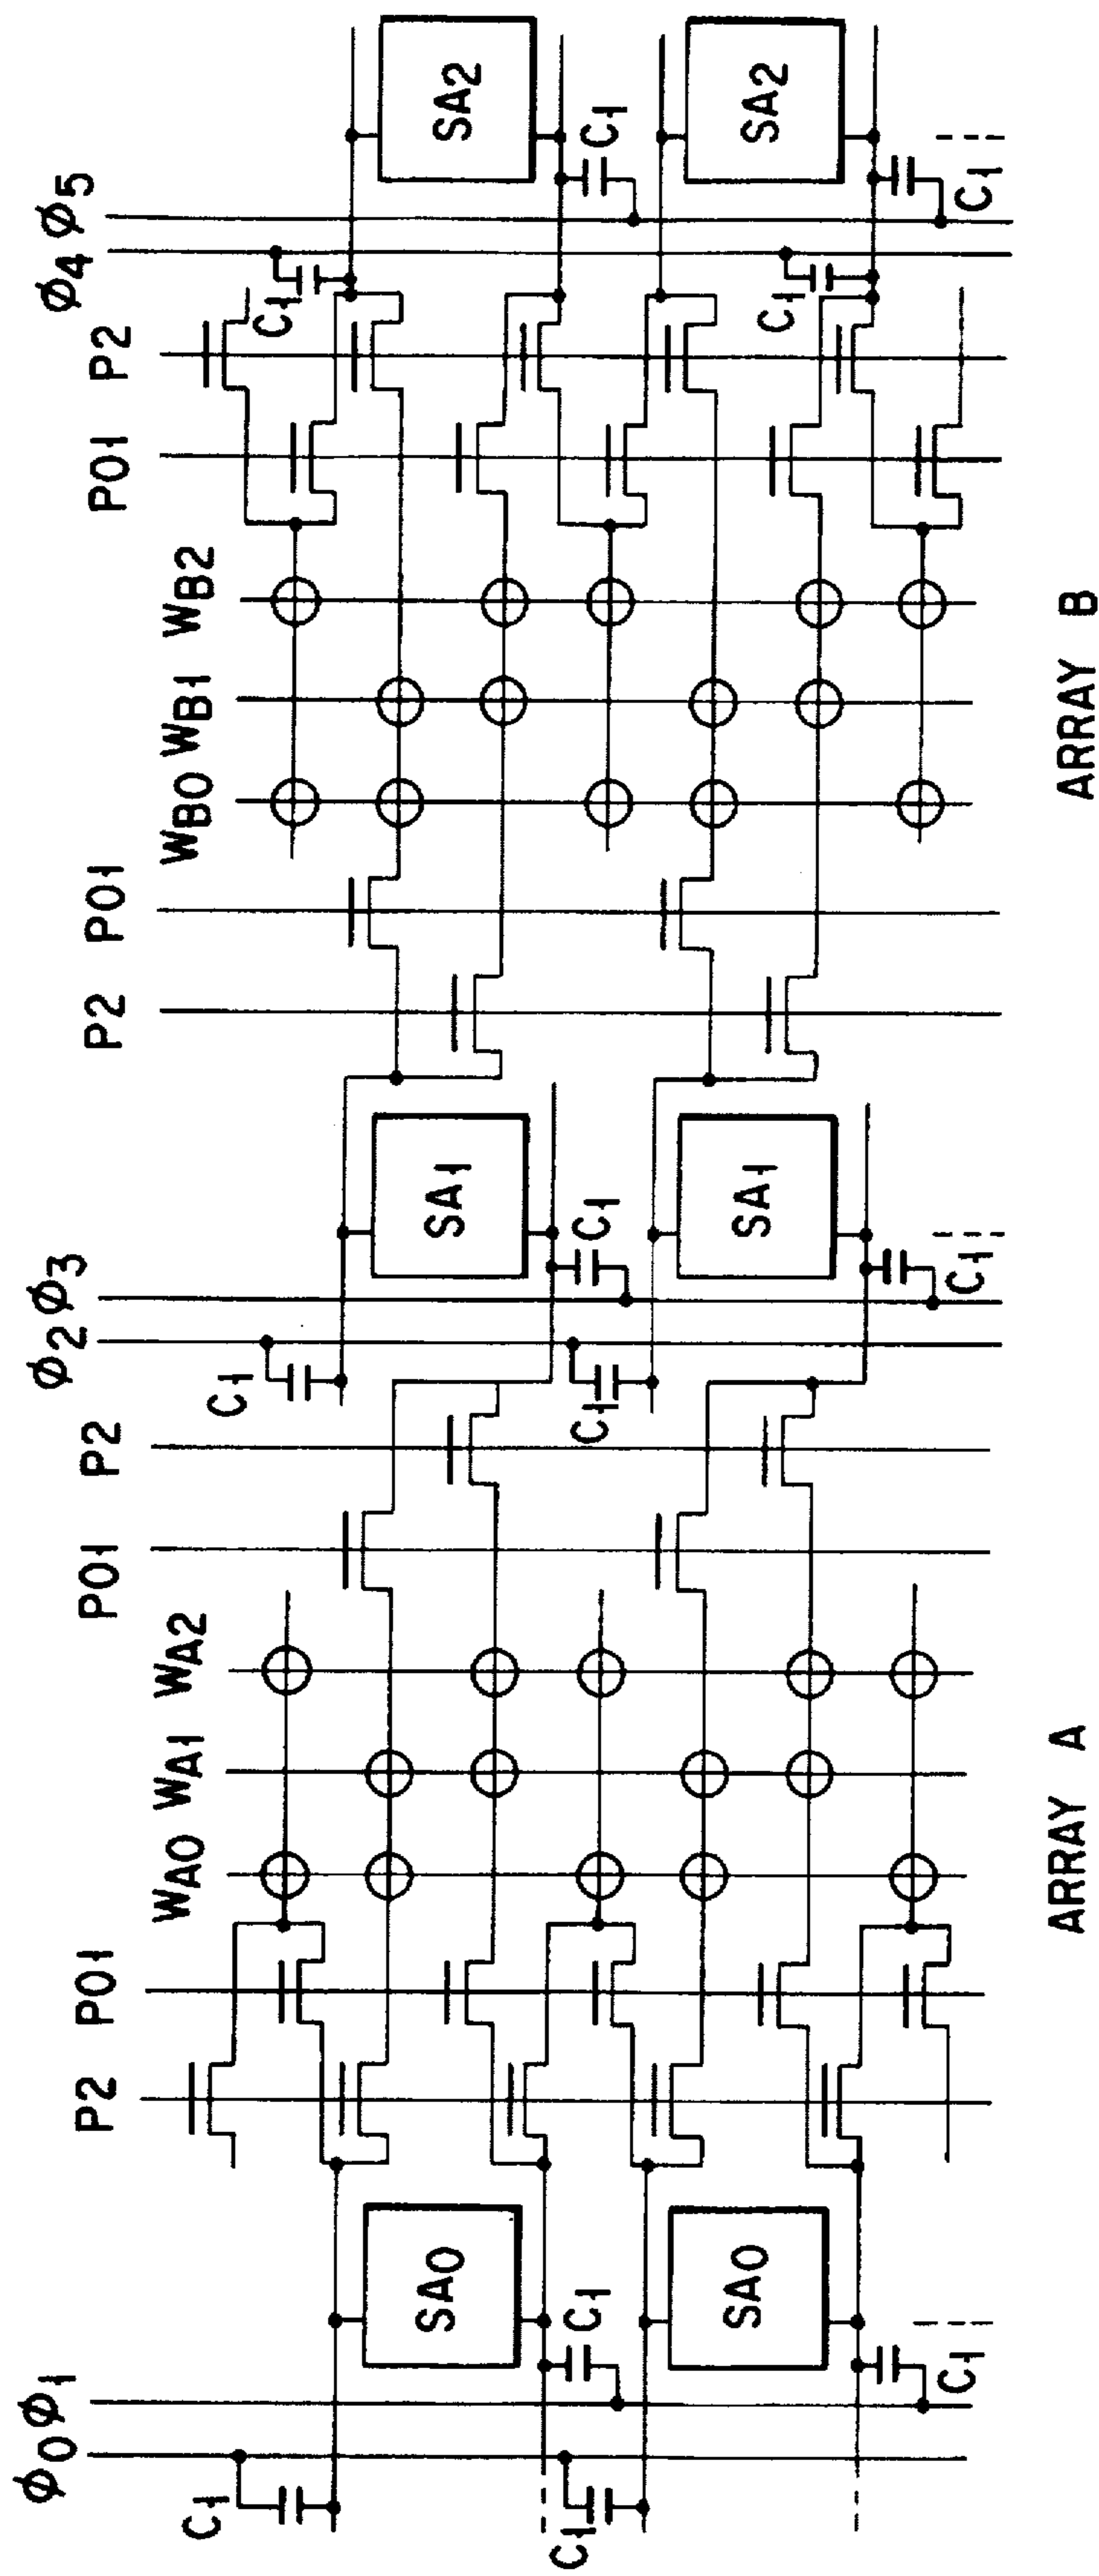 ϕ0 ϕ1 P2 P01 WA0 WA1 WA2 P01 P2 ϕ2 ϕ3 P2 P01 WB0 WB1 WB2 P01 P2 ϕ4 ϕ5
C1 C1 C1 C1
SA0 SA1 SA2
C1 C1 C1
C1 C1
SA0 SA1 SA2
C1 C1 C1
ARRAY A ARRAY B